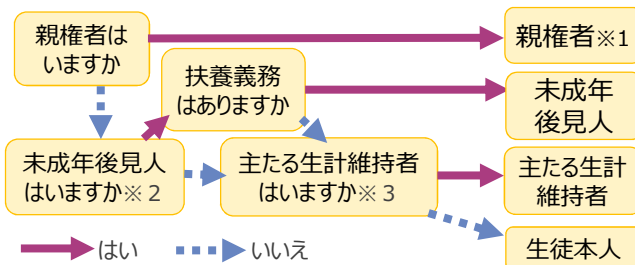 親権者は
いますか
親権者※1
扶養義務
はありますか
未成年
後見人
未成年後見人
はいますか※2
主たる生計維持者
はいますか※3
主たる生計
維持者
はい
いいえ
生徒本人